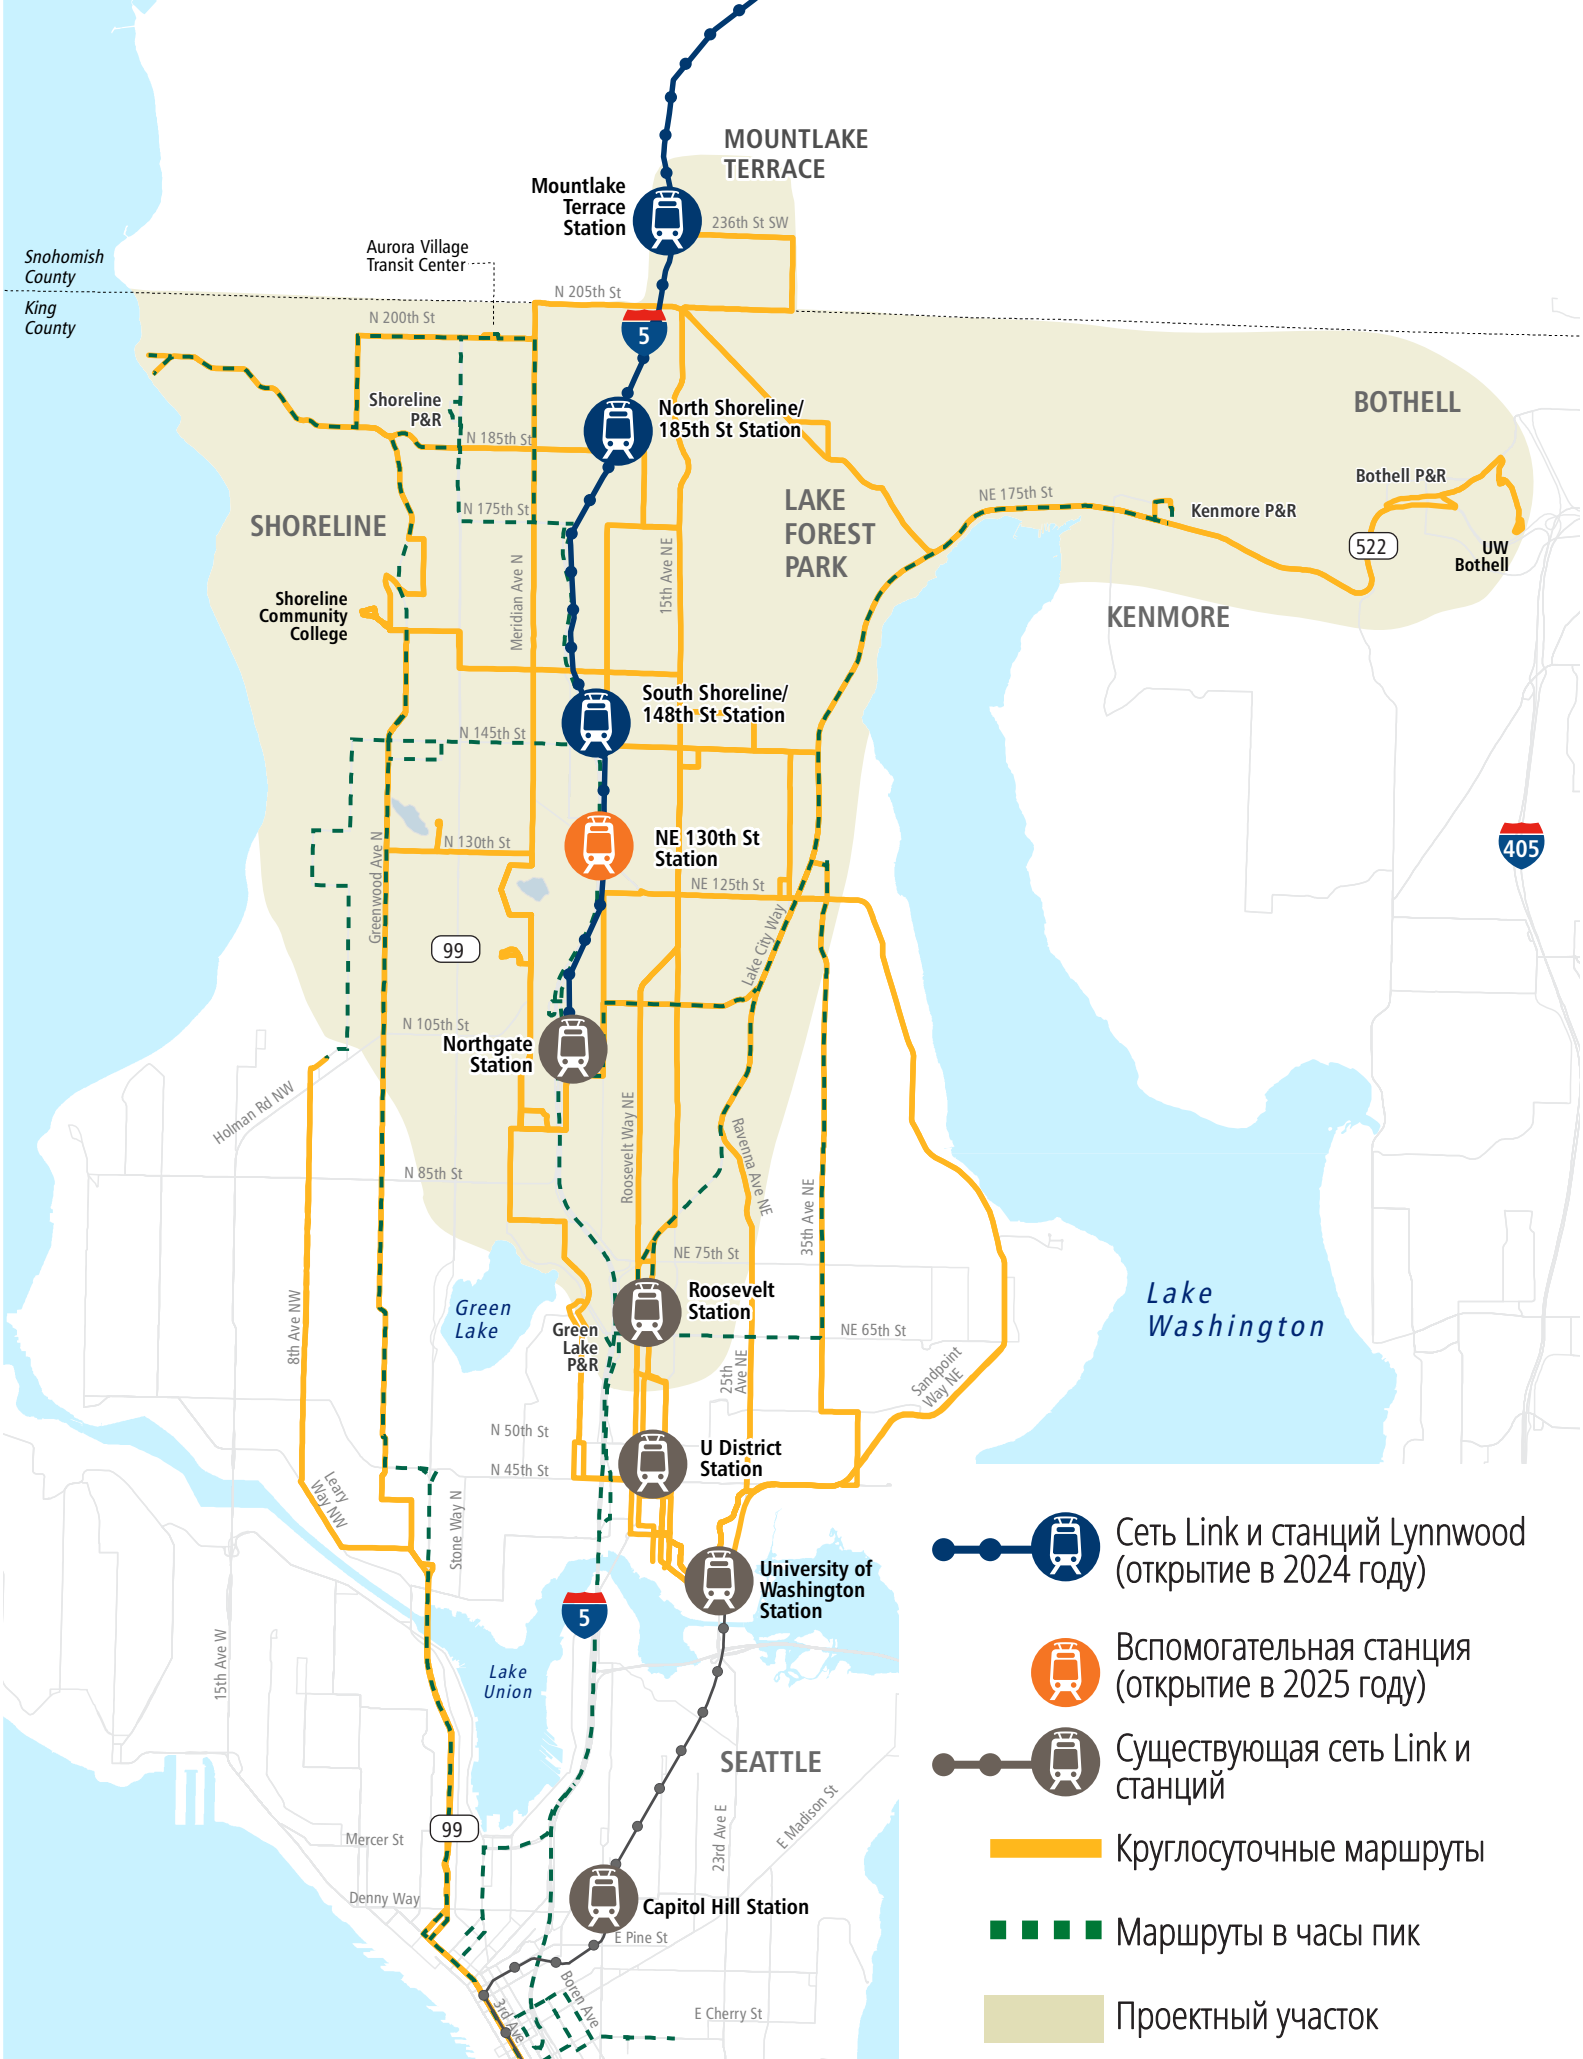 MOUNTLAKE
TERRACE
Mountlake
Terrace
Station
236th St SW
Aurora Village
Transit Center
Snohomish
County
King
County
N 205th St
N 200th St
5
Shoreline
P&R
North Shoreline/
185th St Station
N 185th St
BOTHELL
Bothell P&R
NE 175th St
Kenmore P&R
LAKE
FOREST
PARK
N 175th St
SHORELINE
522
UW
Bothell
15th Ave NE
Meridian Ave N
Shoreline
Community
College
KENMORE
South Shoreline/
148th St Station
N 145th St
NE 130th St
Station
N 130th St
405
Greenwood Ave N
NE 125th St
99
Lake City Way
N 105th St
Northgate
Station
Holman Rd NW
Roosevelt Way NE
Ravenna Ave NE
N 85th St
35th Ave NE
NE 75th St
Roosevelt
Station
Lake
Washington
Green
Lake
8th Ave NW
Green
Lake
P&R
NE 65th St
25th
Ave NE
Sandpoint
Way NE
N 50th St
U District
Station
N 45th St
Leary
Way NW
Stone Way N
University of
Washington
Station
5
15th Ave W
Lake
Union
SEATTLE
23rd Ave E
E Madison St
Mercer St
99
Denny Way
Capitol Hill Station
E Pine St
Boren Ave
3rd Ave
E Cherry St
Сеть Link и станций Lynnwood
(открытие в 2024 году)
Вспомогательная станция
(открытие в 2025 году)
Существующая сеть Link и
станций
Круглосуточные маршруты
Маршруты в часы пик
Проектный участок